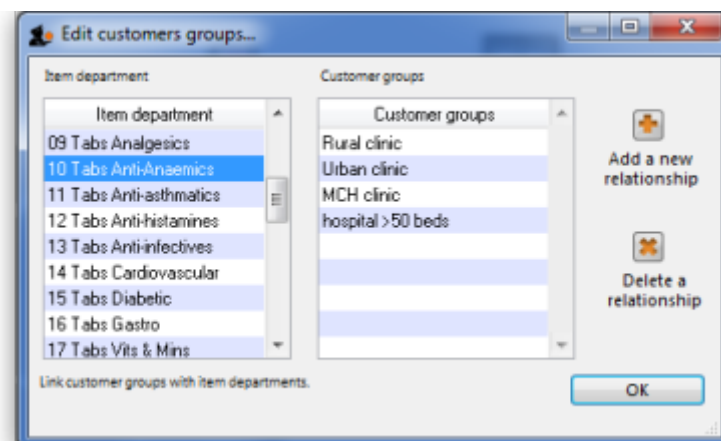 Edit customers groups...
Item department
Customer groups
Item department
09 Tabs Analgesics
10 Tabs Anti-Anaemics
11 Tabs Anti-asthmatics
12 Tabs Anti-histamines
13 Tabs Anti-infectives
14 Tabs Cardiovascular
15 Tabs Diabetic
16 Tabs Gastro
17 Tabs Vits & Mins
Customer groups
Rural clinic
Urban clinic
MCH clinic
hospital >50 beds
Add a new
relationship
Delete a
relationship
Link customer groups with item departments.
OK